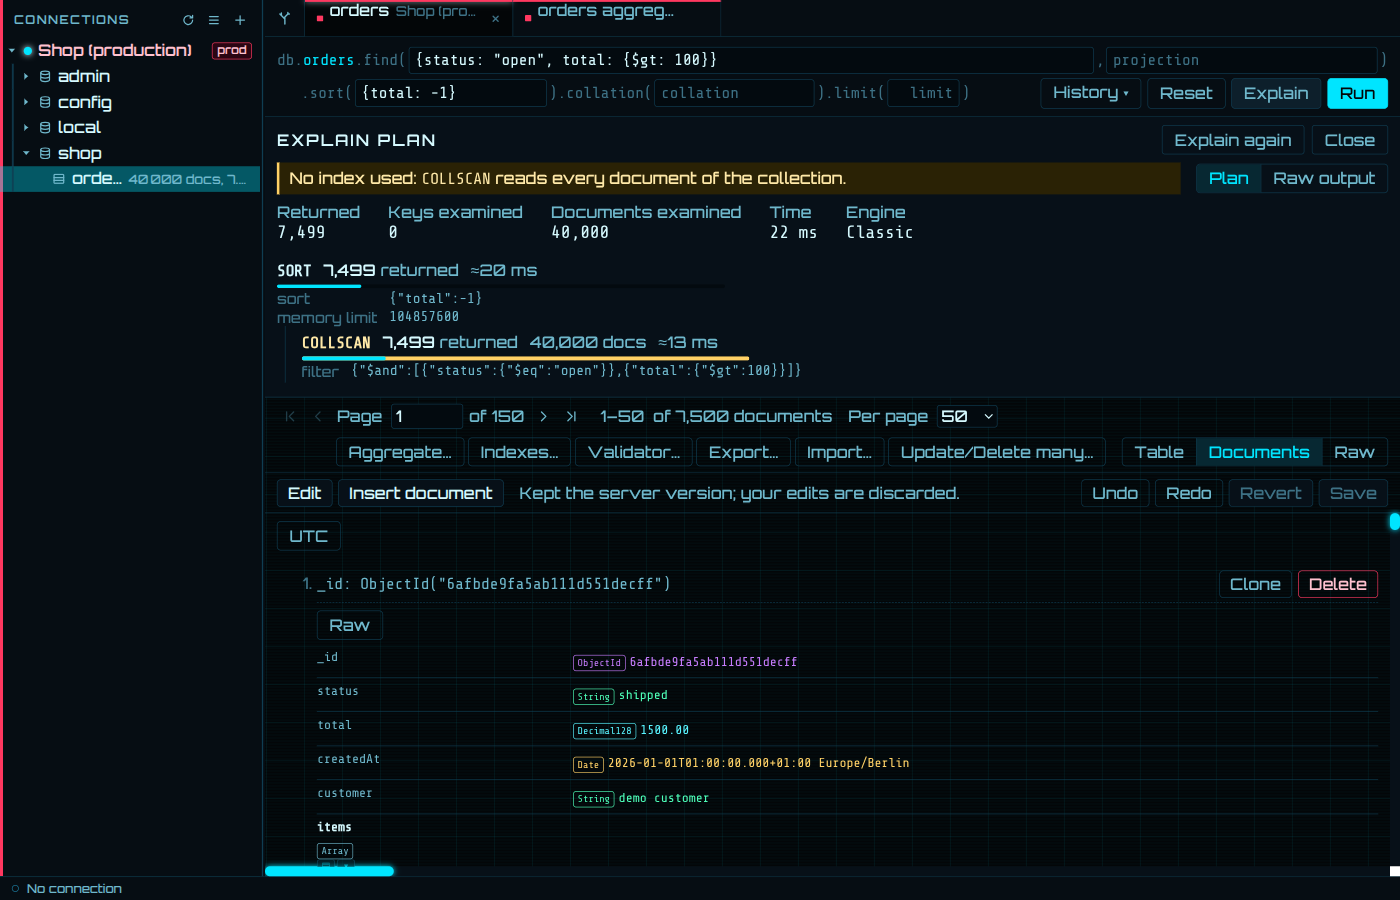 CONNECTIONS
Shop (production) prod
admin
config
local
shop
orde... 40 000 docs, 7....
orders Shop (pro... ×
orders aggreg...
db.orders.find( {status: "open", total: {$gt: 100}} , projection )
.sort( {total: -1} ).collation( collation ).limit( limit )
History ▾ Reset Explain Run
EXPLAIN PLAN
Explain again Close
No index used: COLLSCAN reads every document of the collection.
Plan Raw output
Returned Keys examined Documents examined Time Engine
7,499 0 40,000 22 ms Classic
SORT 7,499 returned ≈20 ms
sort {"total":-1}
memory limit 104857600
COLLSCAN 7,499 returned 40,000 docs ≈13 ms
filter {"$and":[{"status":{"$eq":"open"}},{"total":{"$gt":100}}]}
Page 1 of 150 1–50 of 7,500 documents Per page 50
Aggregate... Indexes... Validator... Export... Import... Update/Delete many... Table Documents Raw
Edit Insert document Kept the server version; your edits are discarded. Undo Redo Revert Save
UTC
1. _id: ObjectId("6afbde9fa5ab111d551decff") Clone Delete
Raw
_id ObjectId 6afbde9fa5ab111d551decff
status String shipped
total Decimal128 1500.00
createdAt Date 2026-01-01T01:00:00.000+01:00 Europe/Berlin
customer String demo customer
items
Array
No connection